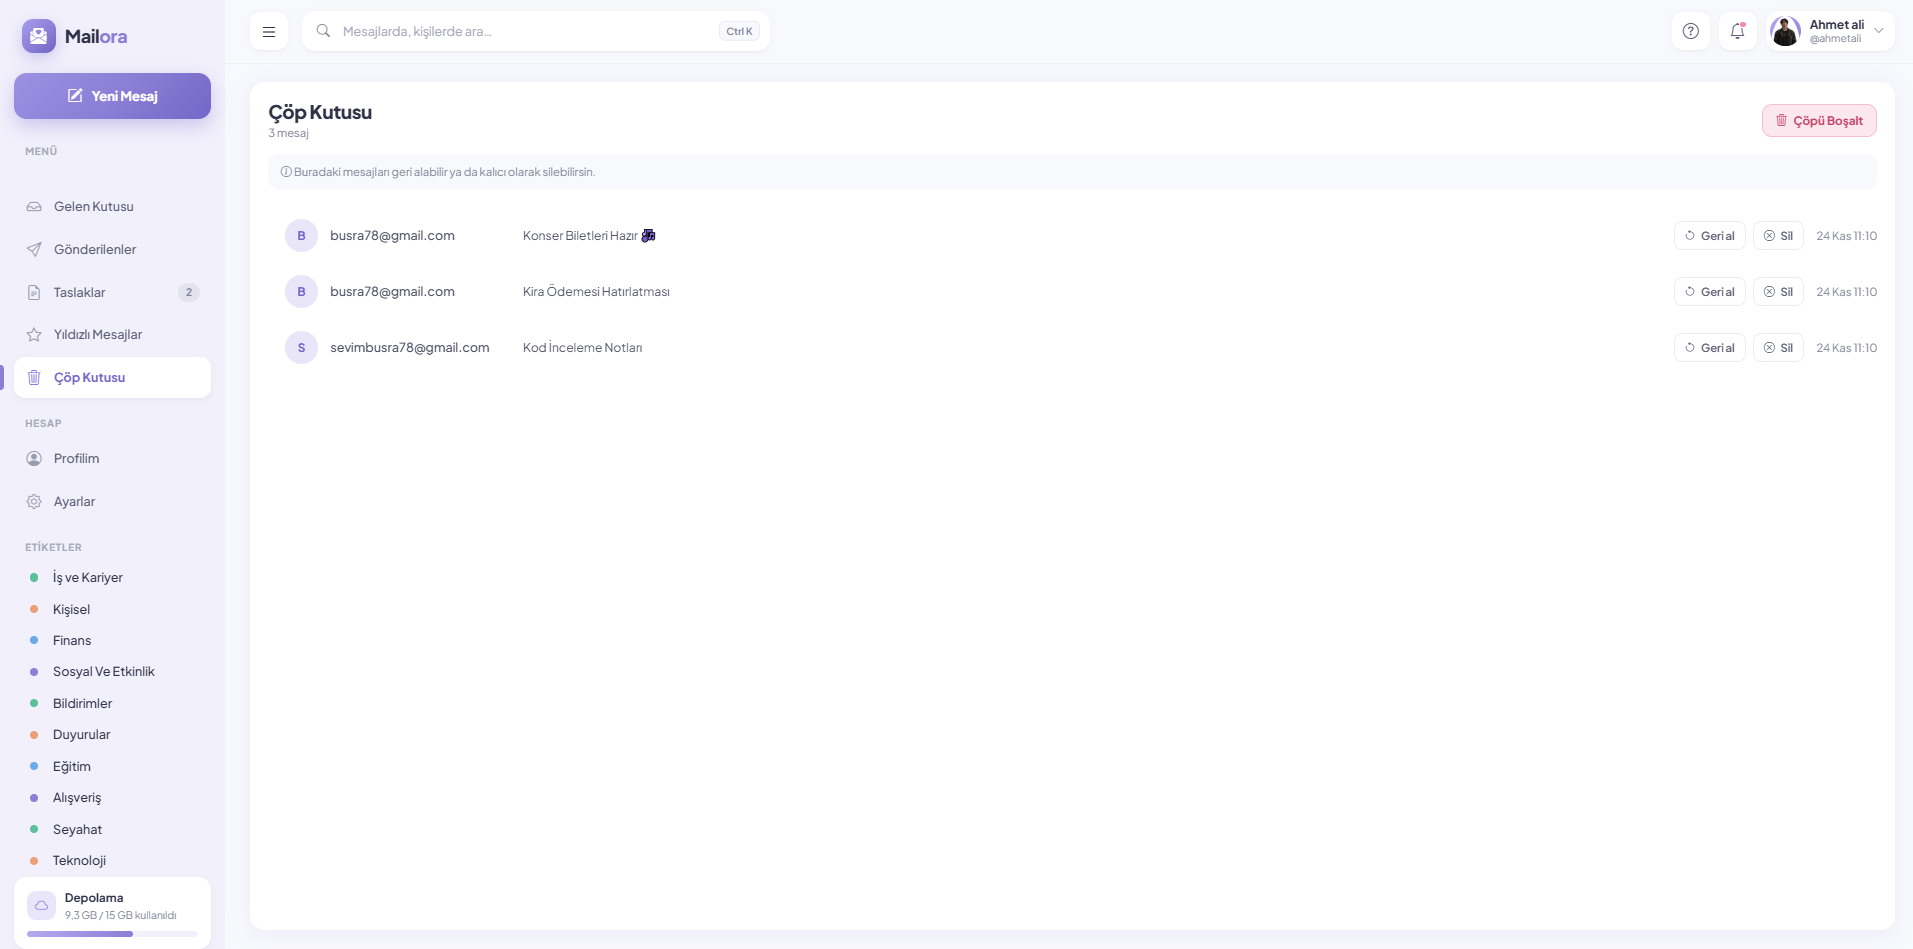 Mailora
Yeni Mesaj
MENÜ
Gelen Kutusu
Gönderilenler
Taslaklar 2
Yıldızlı Mesajlar
Çöp Kutusu
HESAP
Profilim
Ayarlar
ETİKETLER
İş ve Kariyer
Kişisel
Finans
Sosyal Ve Etkinlik
Bildirimler
Duyurular
Eğitim
Alışveriş
Seyahat
Teknoloji
Depolama
9,3 GB / 15 GB kullanıldı
Mesajlarda, kişilerde ara... Ctrl K
Ahmet ali
@ahmetali
Çöp Kutusu
3 mesaj
Çöpü Boşalt
Buradaki mesajları geri alabilir ya da kalıcı olarak silebilirsin.
B busra78@gmail.com Konser Biletleri Hazır Geri al Sil 24 Kas 11:10
B busra78@gmail.com Kira Ödemesi Hatırlatması Geri al Sil 24 Kas 11:10
S sevimbusra78@gmail.com Kod İnceleme Notları Geri al Sil 24 Kas 11:10